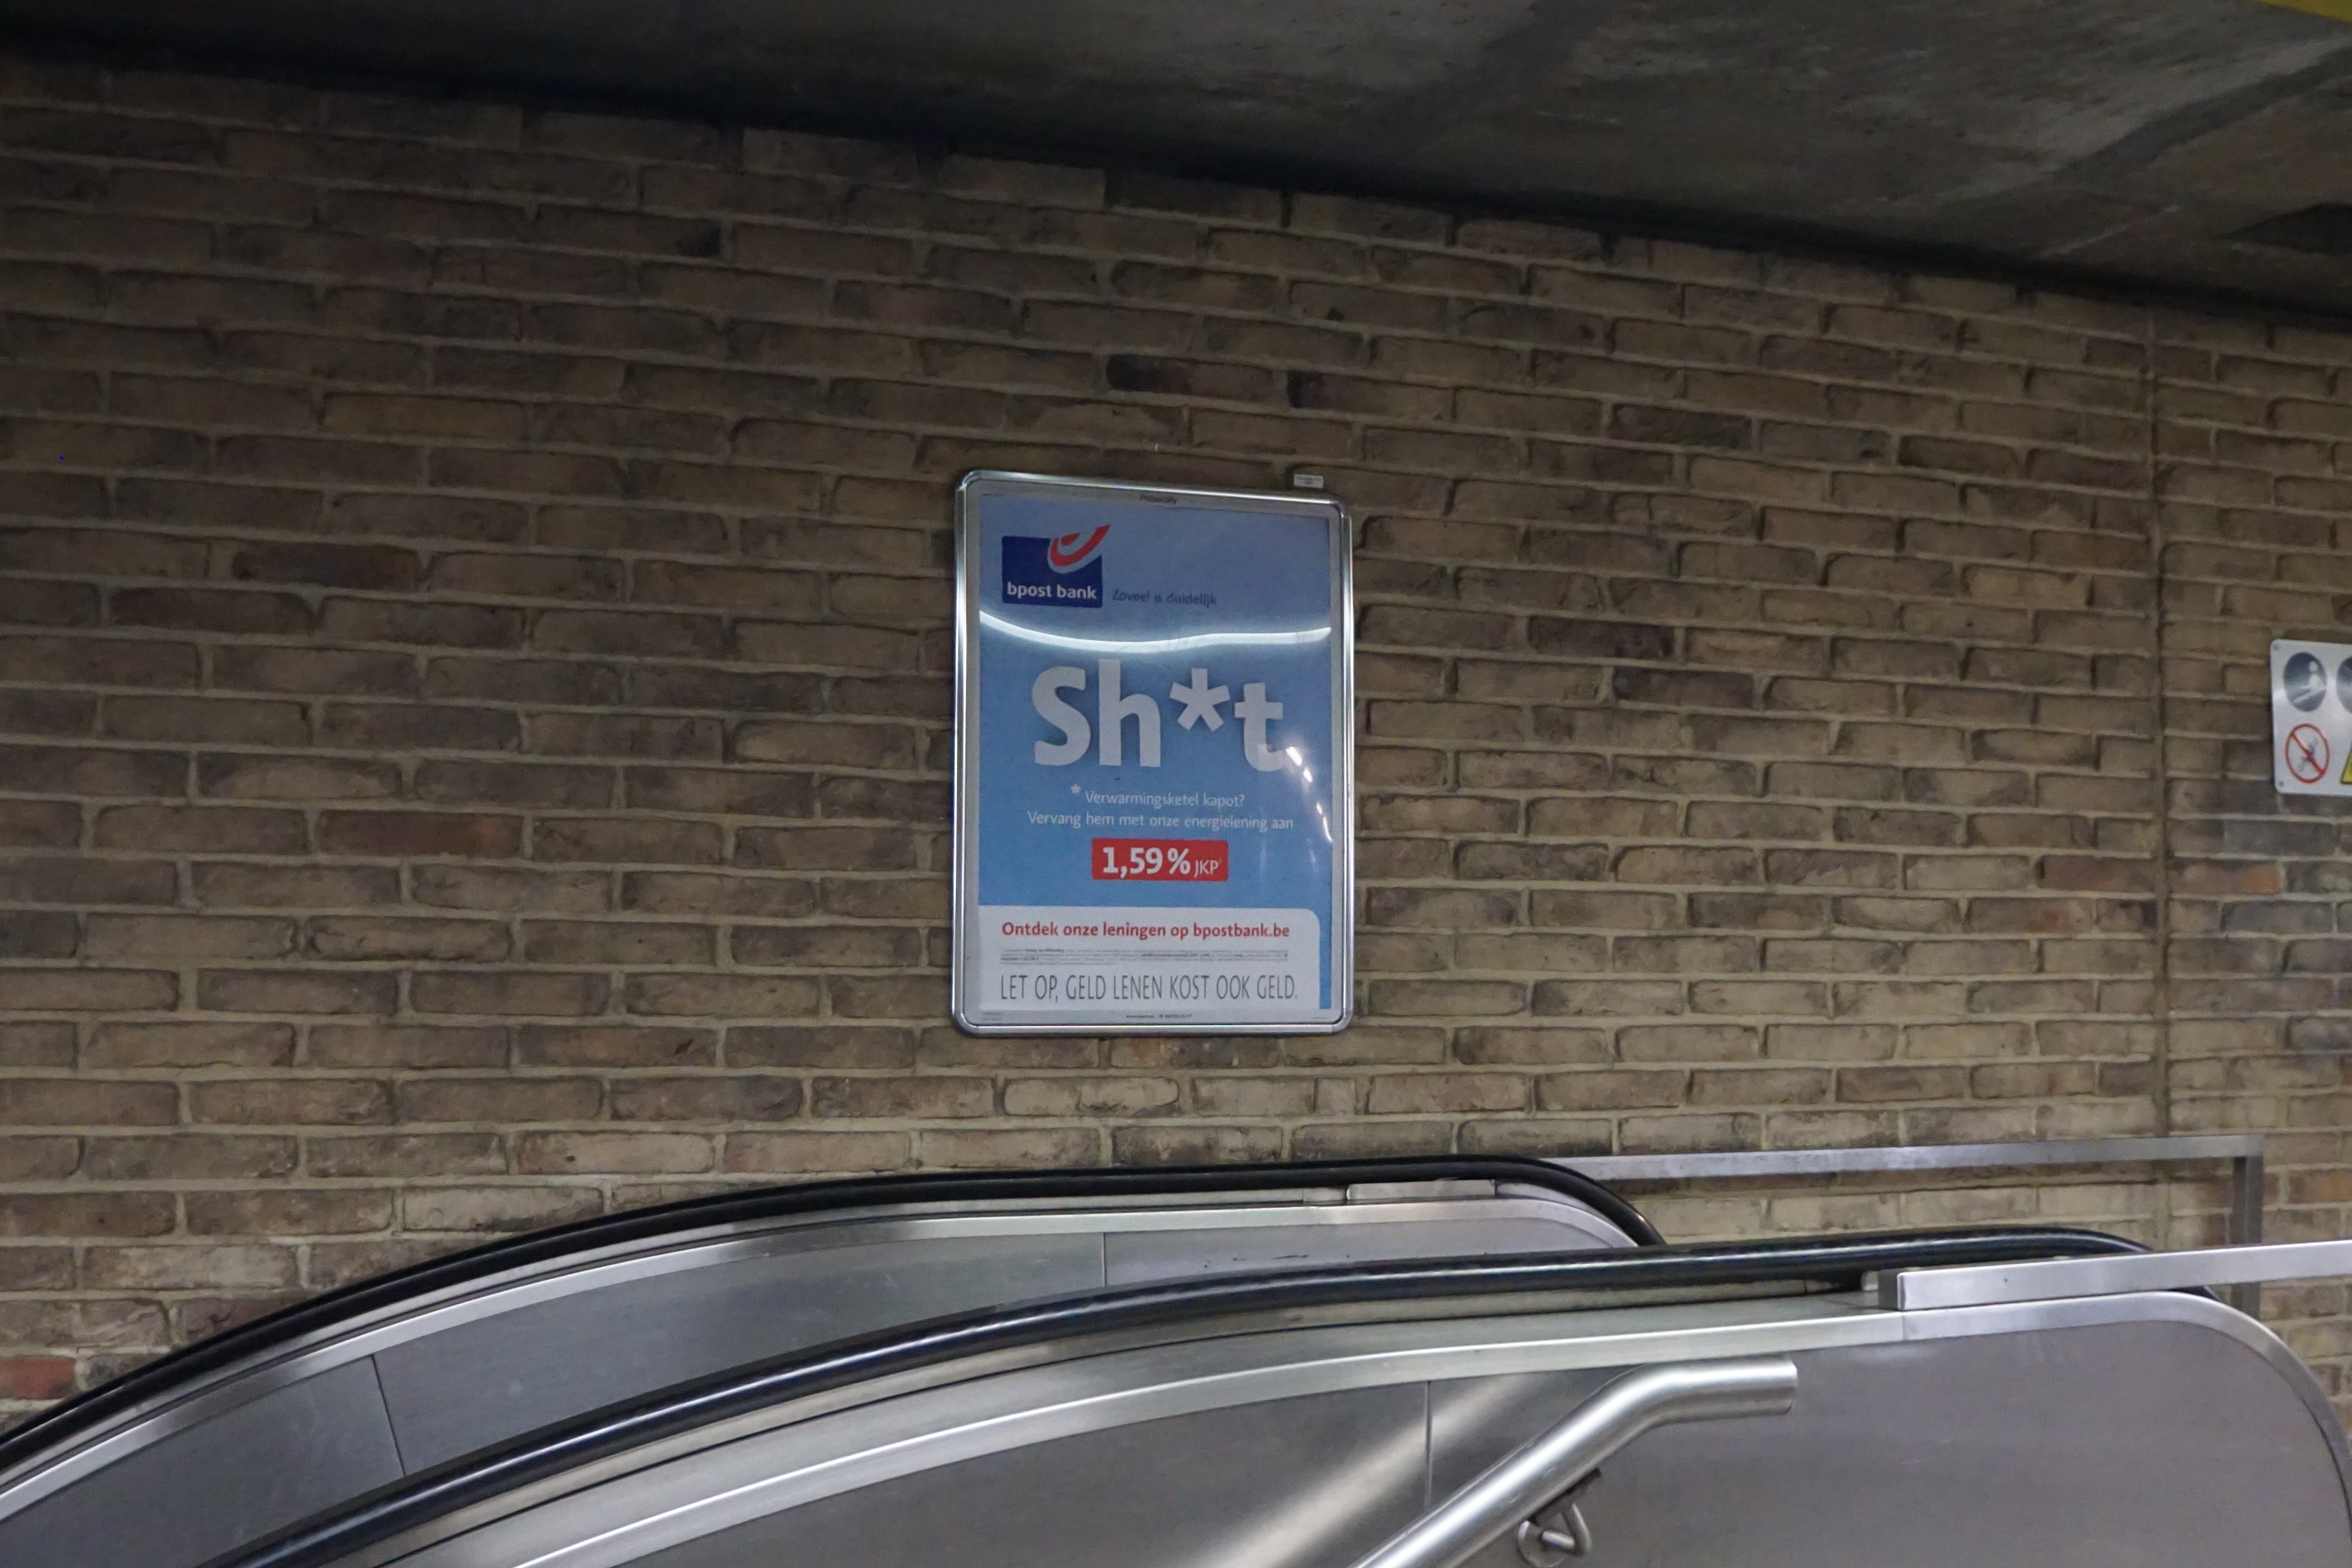 bpost bank
Zoveel is duidelijk
Sh*t
* Verwarmingsketel kapot?
Vervang hem met onze energielening aan
1,59% JKP¹
Ontdek onze leningen op bpostbank.be
LET OP, GELD LENEN KOST OOK GELD.